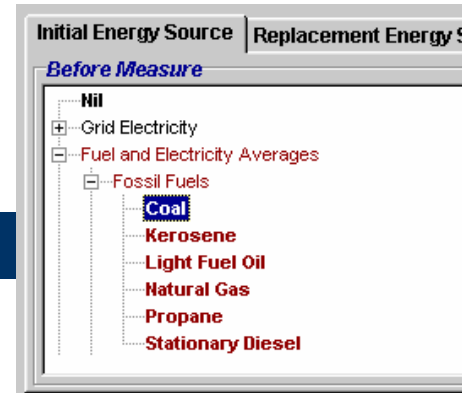 Initial Energy Source Replacement Energy
Before Measure
Nil
Grid Electricity
Fuel and Electricity Averages
Fossil Fuels
Coal
Kerosene
Light Fuel Oil
Natural Gas
Propane
Stationary Diesel